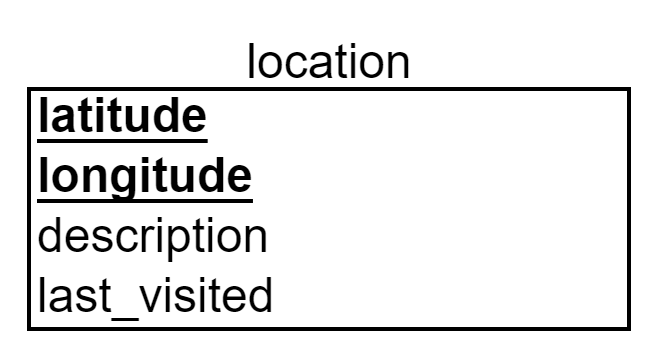 location
latitude
longitude
description
last_visited